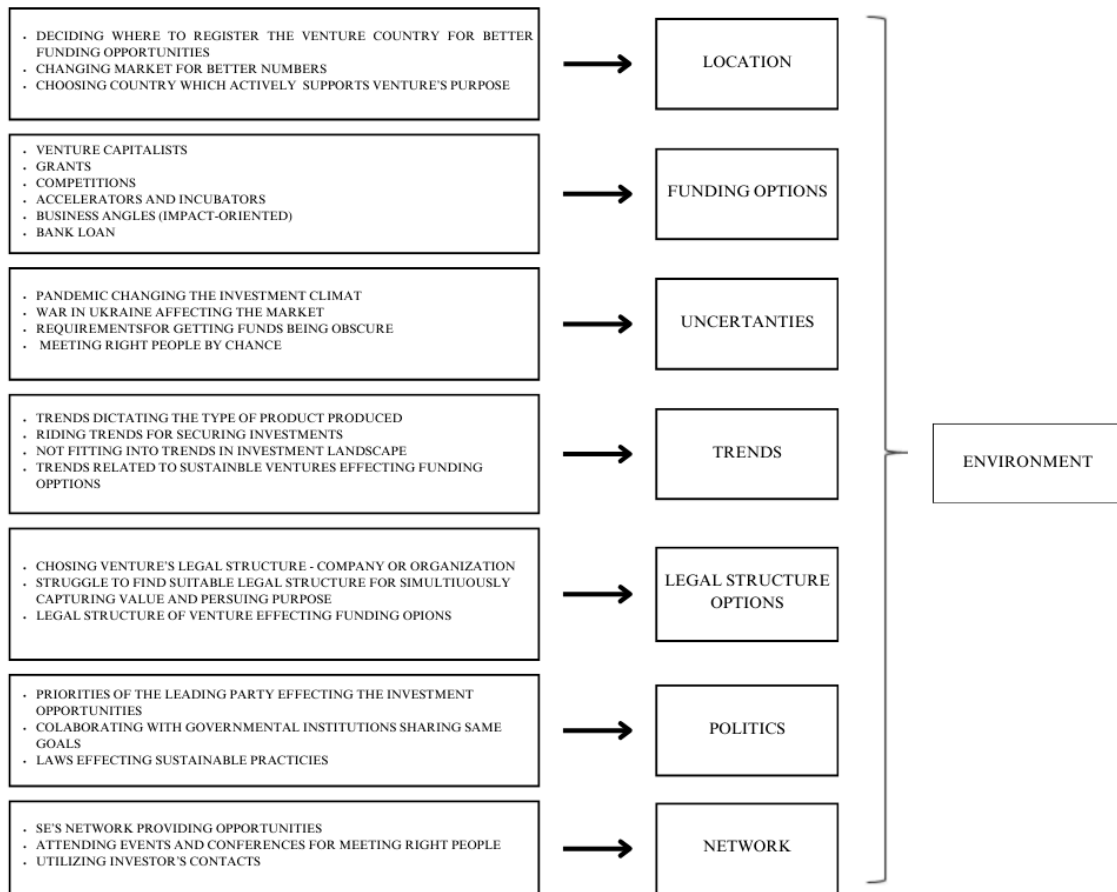 DECIDING WHERE TO REGISTER THE VENTURE COUNTRY FOR BETTER
FUNDING OPPORTUNITIES
CHANGING MARKET FOR BETTER NUMBERS
CHOOSING COUNTRY WHICH ACTIVELY SUPPORTS VENTURE'S PURPOSE
LOCATION
VENTURE CAPITALISTS
GRANTS
COMPETITIONS
ACCELERATORS AND INCUBATORS
BUSINESS ANGLES (IMPACT-ORIENTED)
BANK LOAN
FUNDING OPTIONS
PANDEMIC CHANGING THE INVESTMENT CLIMAT
WAR IN UKRAINE AFFECTING THE MARKET
REQUIREMENTSFOR GETTING FUNDS BEING OBSCURE
MEETING RIGHT PEOPLE BY CHANCE
UNCERTANTIES
TRENDS DICTATING THE TYPE OF PRODUCT PRODUCED
RIDING TRENDS FOR SECURING INVESTMENTS
NOT FITTING INTO TRENDS IN INVESTMENT LANDSCAPE
TRENDS RELATED TO SUSTAINBLE VENTURES EFFECTING FUNDING
OPPTIONS
TRENDS
ENVIRONMENT
CHOSING VENTURE'S LEGAL STRUCTURE - COMPANY OR ORGANIZATION
STRUGGLE TO FIND SUITABLE LEGAL STRUCTURE FOR SIMULTIUOUSLY
CAPTURING VALUE AND PERSUING PURPOSE
LEGAL STRUCTURE OF VENTURE EFFECTING FUNDING OPIONS
LEGAL STRUCTURE
OPTIONS
PRIORITIES OF THE LEADING PARTY EFFECTING THE INVESTMENT
OPPORTUNITIES
COLABORATING WITH GOVERNMENTAL INSTITUTIONS SHARING SAME
GOALS
LAWS EFFECTING SUSTAINABLE PRACTICIES
POLITICS
SE'S NETWORK PROVIDING OPPORTUNITIES
ATTENDING EVENTS AND CONFERENCES FOR MEETING RIGHT PEOPLE
UTILIZING INVESTOR'S CONTACTS
NETWORK